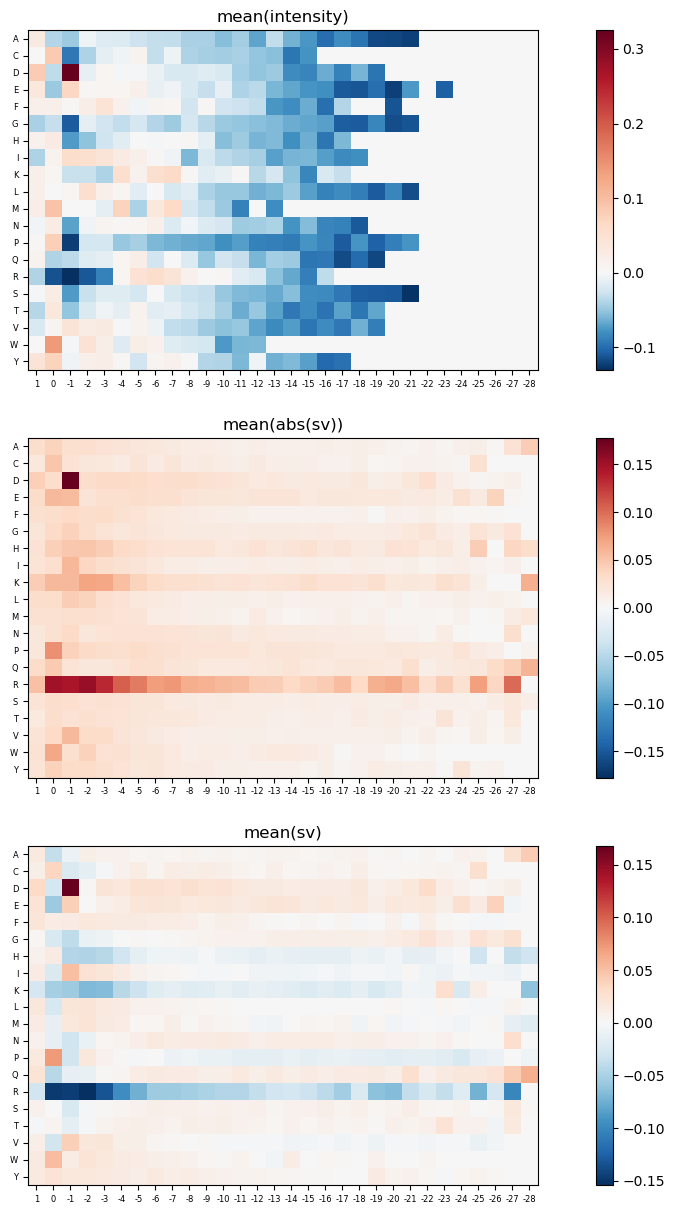 mean(intensity)
A
C
D
E
F
G
H
I
K
L
M
N
P
Q
R
S
T
V
W
Y
1 0 -1 -2 -3 -4 -5 -6 -7 -8 -9 -10 -11 -12 -13 -14 -15 -16 -17 -18 -19 -20 -21 -22 -23 -24 -25 -26 -27 -28
0.3
0.2
0.1
0.0
−0.1
mean(abs(sv))
A
C
D
E
F
G
H
I
K
L
M
N
P
Q
R
S
T
V
W
Y
1 0 -1 -2 -3 -4 -5 -6 -7 -8 -9 -10 -11 -12 -13 -14 -15 -16 -17 -18 -19 -20 -21 -22 -23 -24 -25 -26 -27 -28
0.15
0.10
0.05
0.00
−0.05
−0.10
−0.15
mean(sv)
A
C
D
E
F
G
H
I
K
L
M
N
P
Q
R
S
T
V
W
Y
1 0 -1 -2 -3 -4 -5 -6 -7 -8 -9 -10 -11 -12 -13 -14 -15 -16 -17 -18 -19 -20 -21 -22 -23 -24 -25 -26 -27 -28
0.15
0.10
0.05
0.00
−0.05
−0.10
−0.15